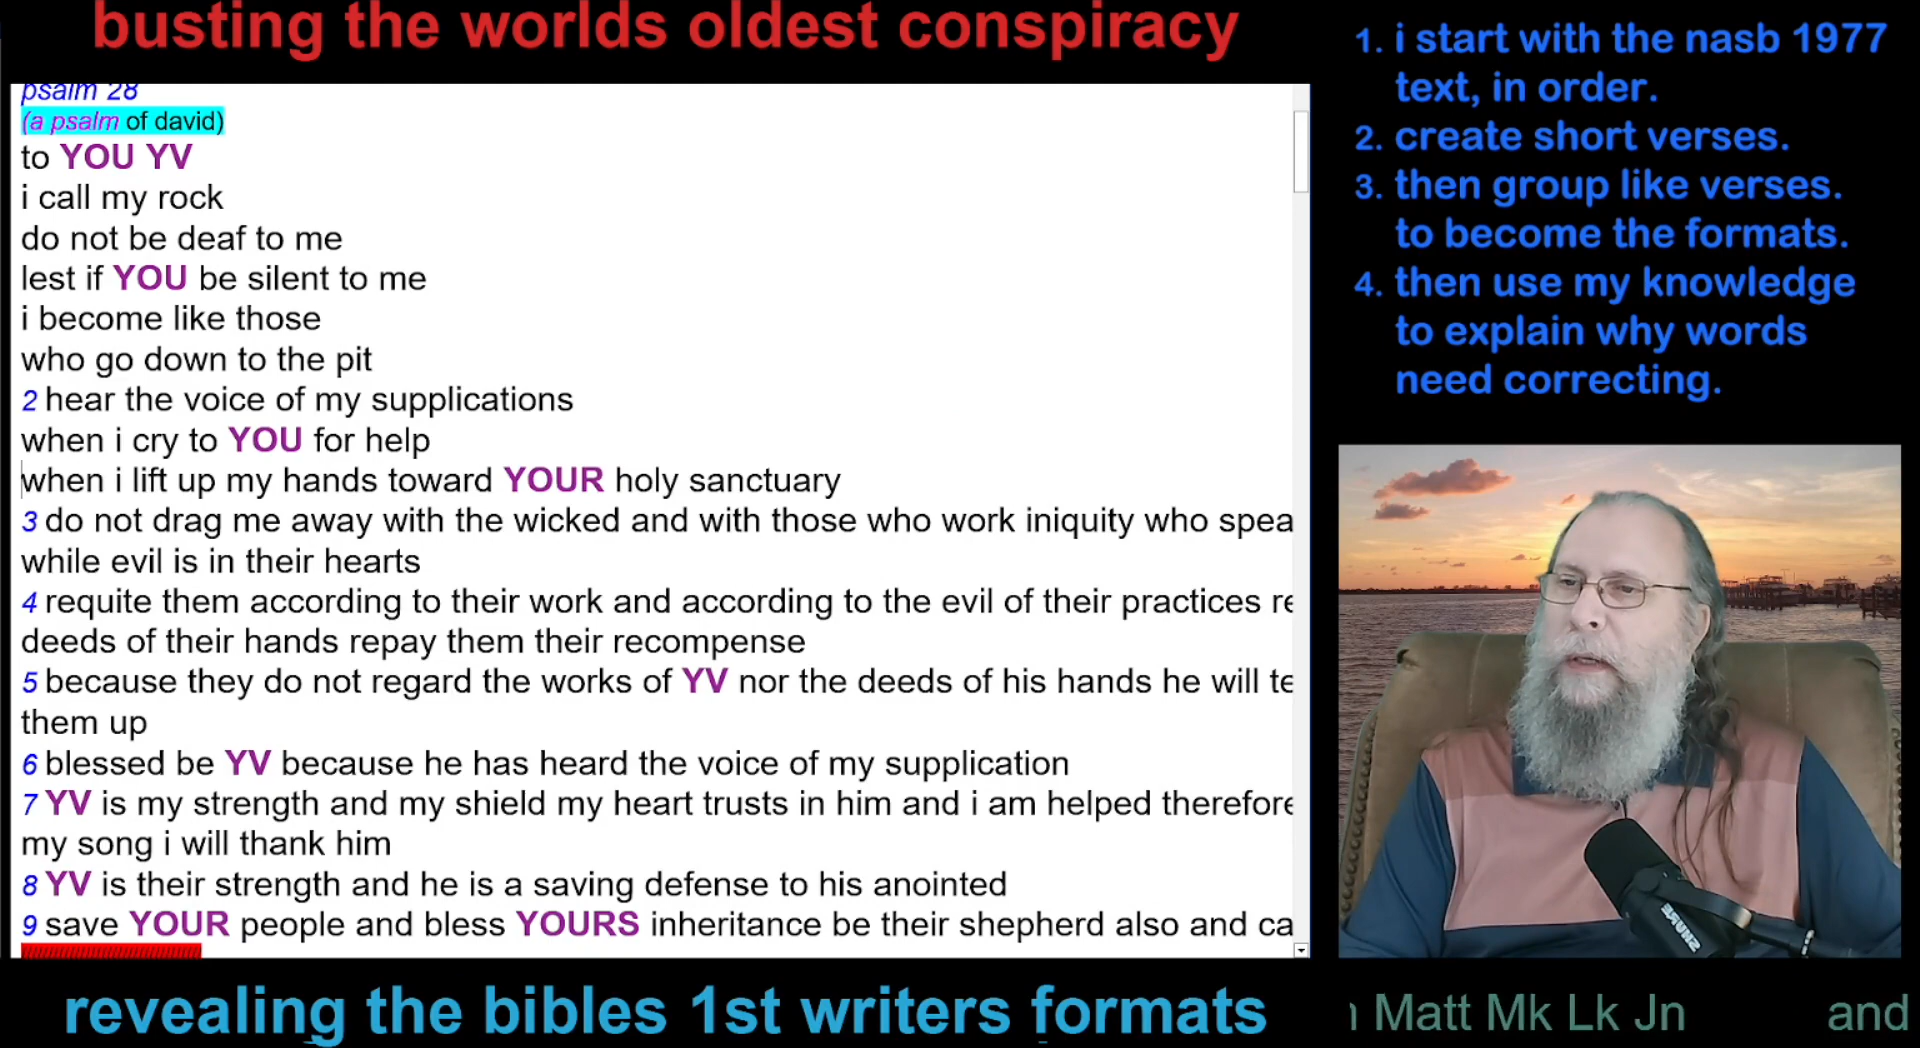 busting the worlds oldest conspiracy
psalm 28
(a psalm of david)
to YOU YV
i call my rock
do not be deaf to me
lest if YOU be silent to me
i become like those
who go down to the pit
2 hear the voice of my supplications
when i cry to YOU for help
when i lift up my hands toward YOUR holy sanctuary
3 do not drag me away with the wicked and with those who work iniquity who
while evil is in their hearts
4 requite them according to their work and according to the evil of their practices
deeds of their hands repay them their recompense
5 because they do not regard the works of YV nor the deeds of his hands he will
them up
6 blessed be YV because he has heard the voice of my supplication
7 YV is my strength and my shield my heart trusts in him and i am helped therefore
my song i will thank him
8 YV is their strength and he is a saving defense to his anointed
9 save YOUR people and bless YOURS inheritance be their shepherd also and
revealing the bibles 1st writers formats
1. i start with the nasb 1977
text, in order.
2. create short verses.
3. then group like verses.
to become the formats.
4. then use my knowledge
to explain why words
need correcting.
SHURE
Matt Mk Lk Jn and